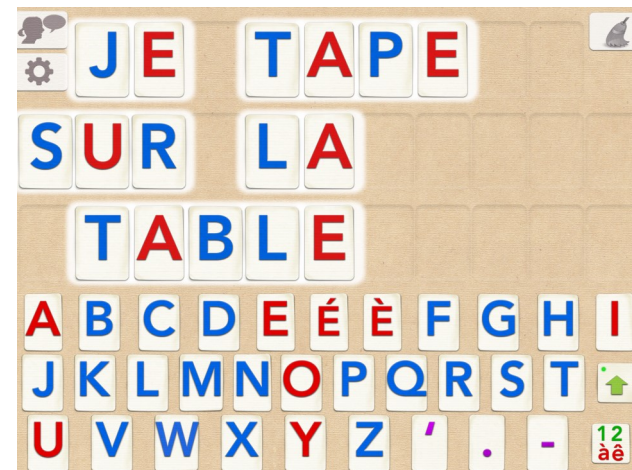 JE TAPE
SUR LA
TABLE
A B C D E É È F G H I
J K L M N O P Q R S T
U V W X Y Z ' . - 12
àê